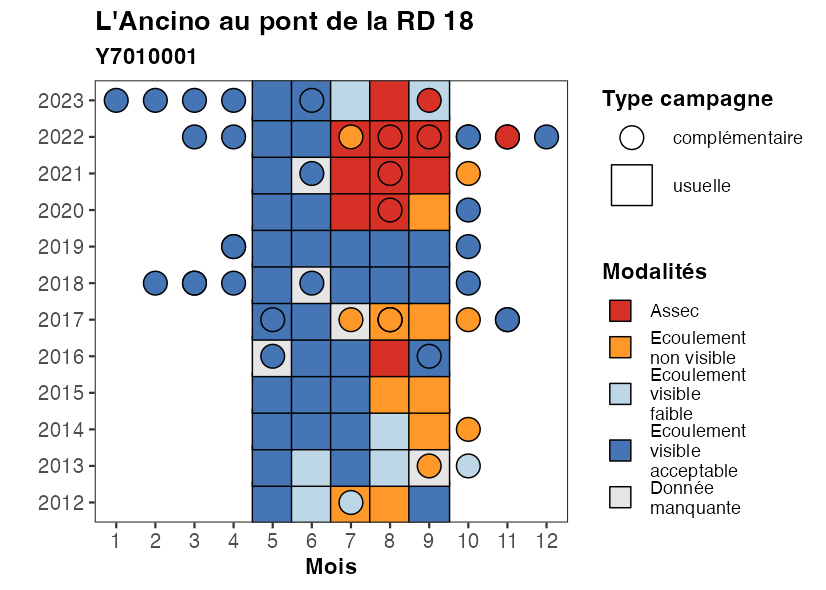 L'Ancino au pont de la RD 18
Y7010001
2023
2022
2021
2020
2019
2018
2017
2016
2015
2014
2013
2012
1 2 3 4 5 6 7 8 9 10 11 12
Mois
Type campagne
complémentaire
usuelle
Modalités
Assec
Ecoulement
non visible
Ecoulement
visible
faible
Ecoulement
visible
acceptable
Donnée
manquante